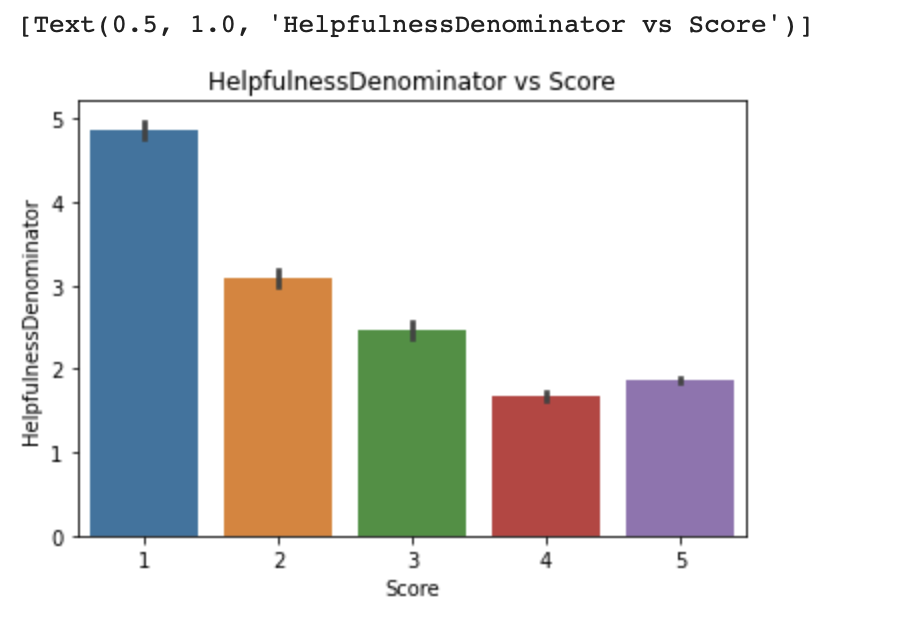 [Text(0.5, 1.0, 'HelpfulnessDenominator vs Score')]
HelpfulnessDenominator vs Score
5
4
3
2
1
0
HelpfulnessDenominator
1 2 3 4 5
Score